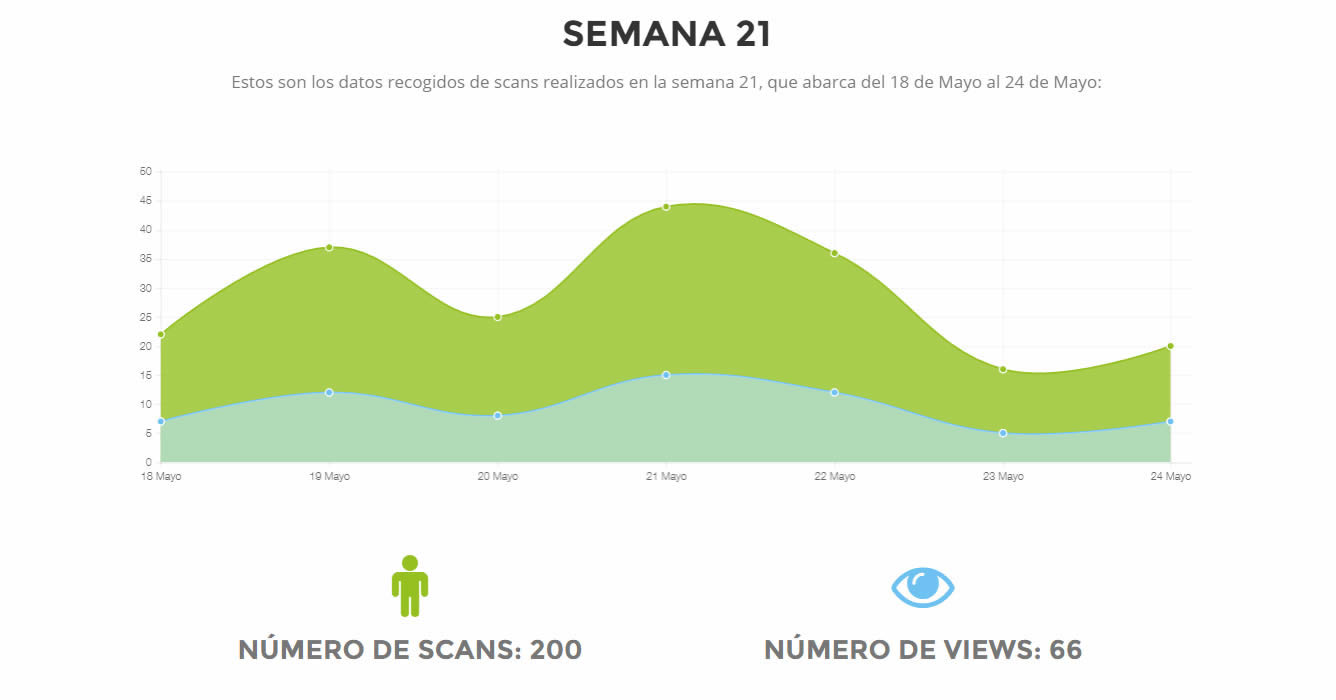 SEMANA 21
Estos son los datos recogidos de scans realizados en la semana 21, que abarca del 18 de Mayo al 24 de Mayo:
50
45
40
35
30
25
20
15
10
5
0
18 Mayo 19 Mayo 20 Mayo 21 Mayo 22 Mayo 23 Mayo 24 Mayo
NÚMERO DE SCANS: 200 NÚMERO DE VIEWS: 66